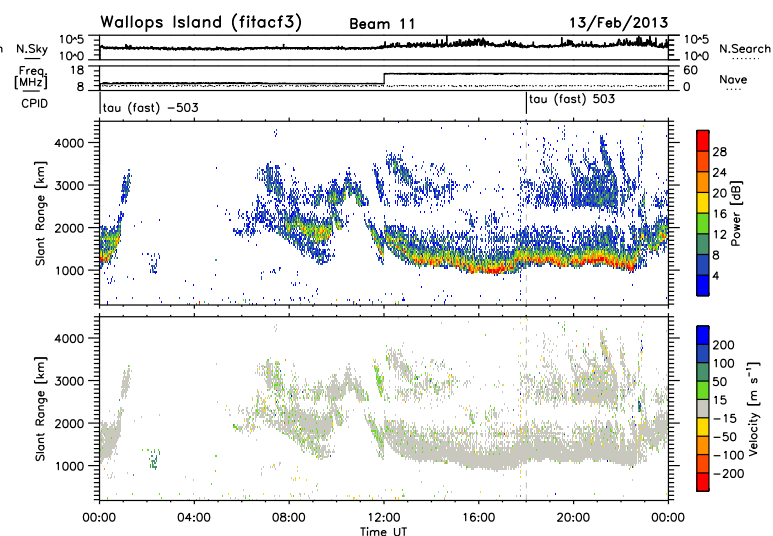 Wallops Island (fitacf3) Beam 11 13/Feb/2013
N.Sky 10^5 10^0 10^5 10^0 N.Search
Freq. [MHz] 18 8 60 0 Nave
CPID tau (fast) −503 tau (fast) 503
Slant Range [km]
4000
3000
2000
1000
28
24
20
16
12
8
4
Power [dB]
Slant Range [km]
4000
3000
2000
1000
200
100
50
15
−15
−50
−100
−200
Velocity [m s⁻¹]
00:00 04:00 08:00 12:00 16:00 20:00 00:00
Time UT